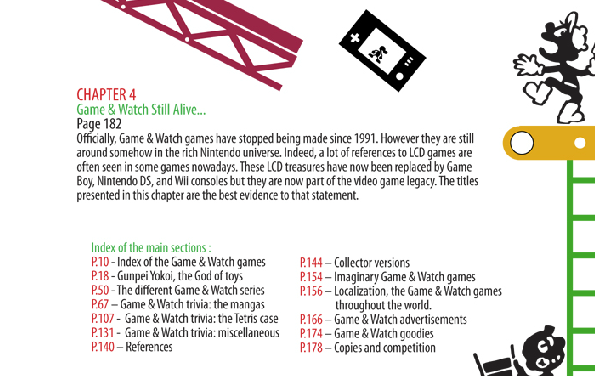 CHAPTER 4
Game & Watch Still Alive...
Page 182
Officially, Game & Watch games have stopped being made since 1991. However they are still
around somehow in the rich Nintendo universe. Indeed, a lot of references to LCD games are
often seen in some games nowadays. These LCD treasures have now been replaced by Game
Boy, Nintendo DS, and Wii consoles but they are now part of the video game legacy. The titles
presented in this chapter are the best evidence to that statement.
Index of the main sections :
P.10 - Index of the Game & Watch games
P.18 - Gunpei Yokoi, the God of toys
P.50 - The different Game & Watch series
P.67 – Game & Watch trivia: the mangas
P.107 - Game & Watch trivia: the Tetris case
P.131 - Game & Watch trivia: miscellaneous
P.140 – References
P.144 – Collector versions
P.154 – Imaginary Game & Watch games
P.156 – Localization, the Game & Watch games
throughout the world.
P.166 – Game & Watch advertisements
P.174 – Game & Watch goodies
P.178 – Copies and competition